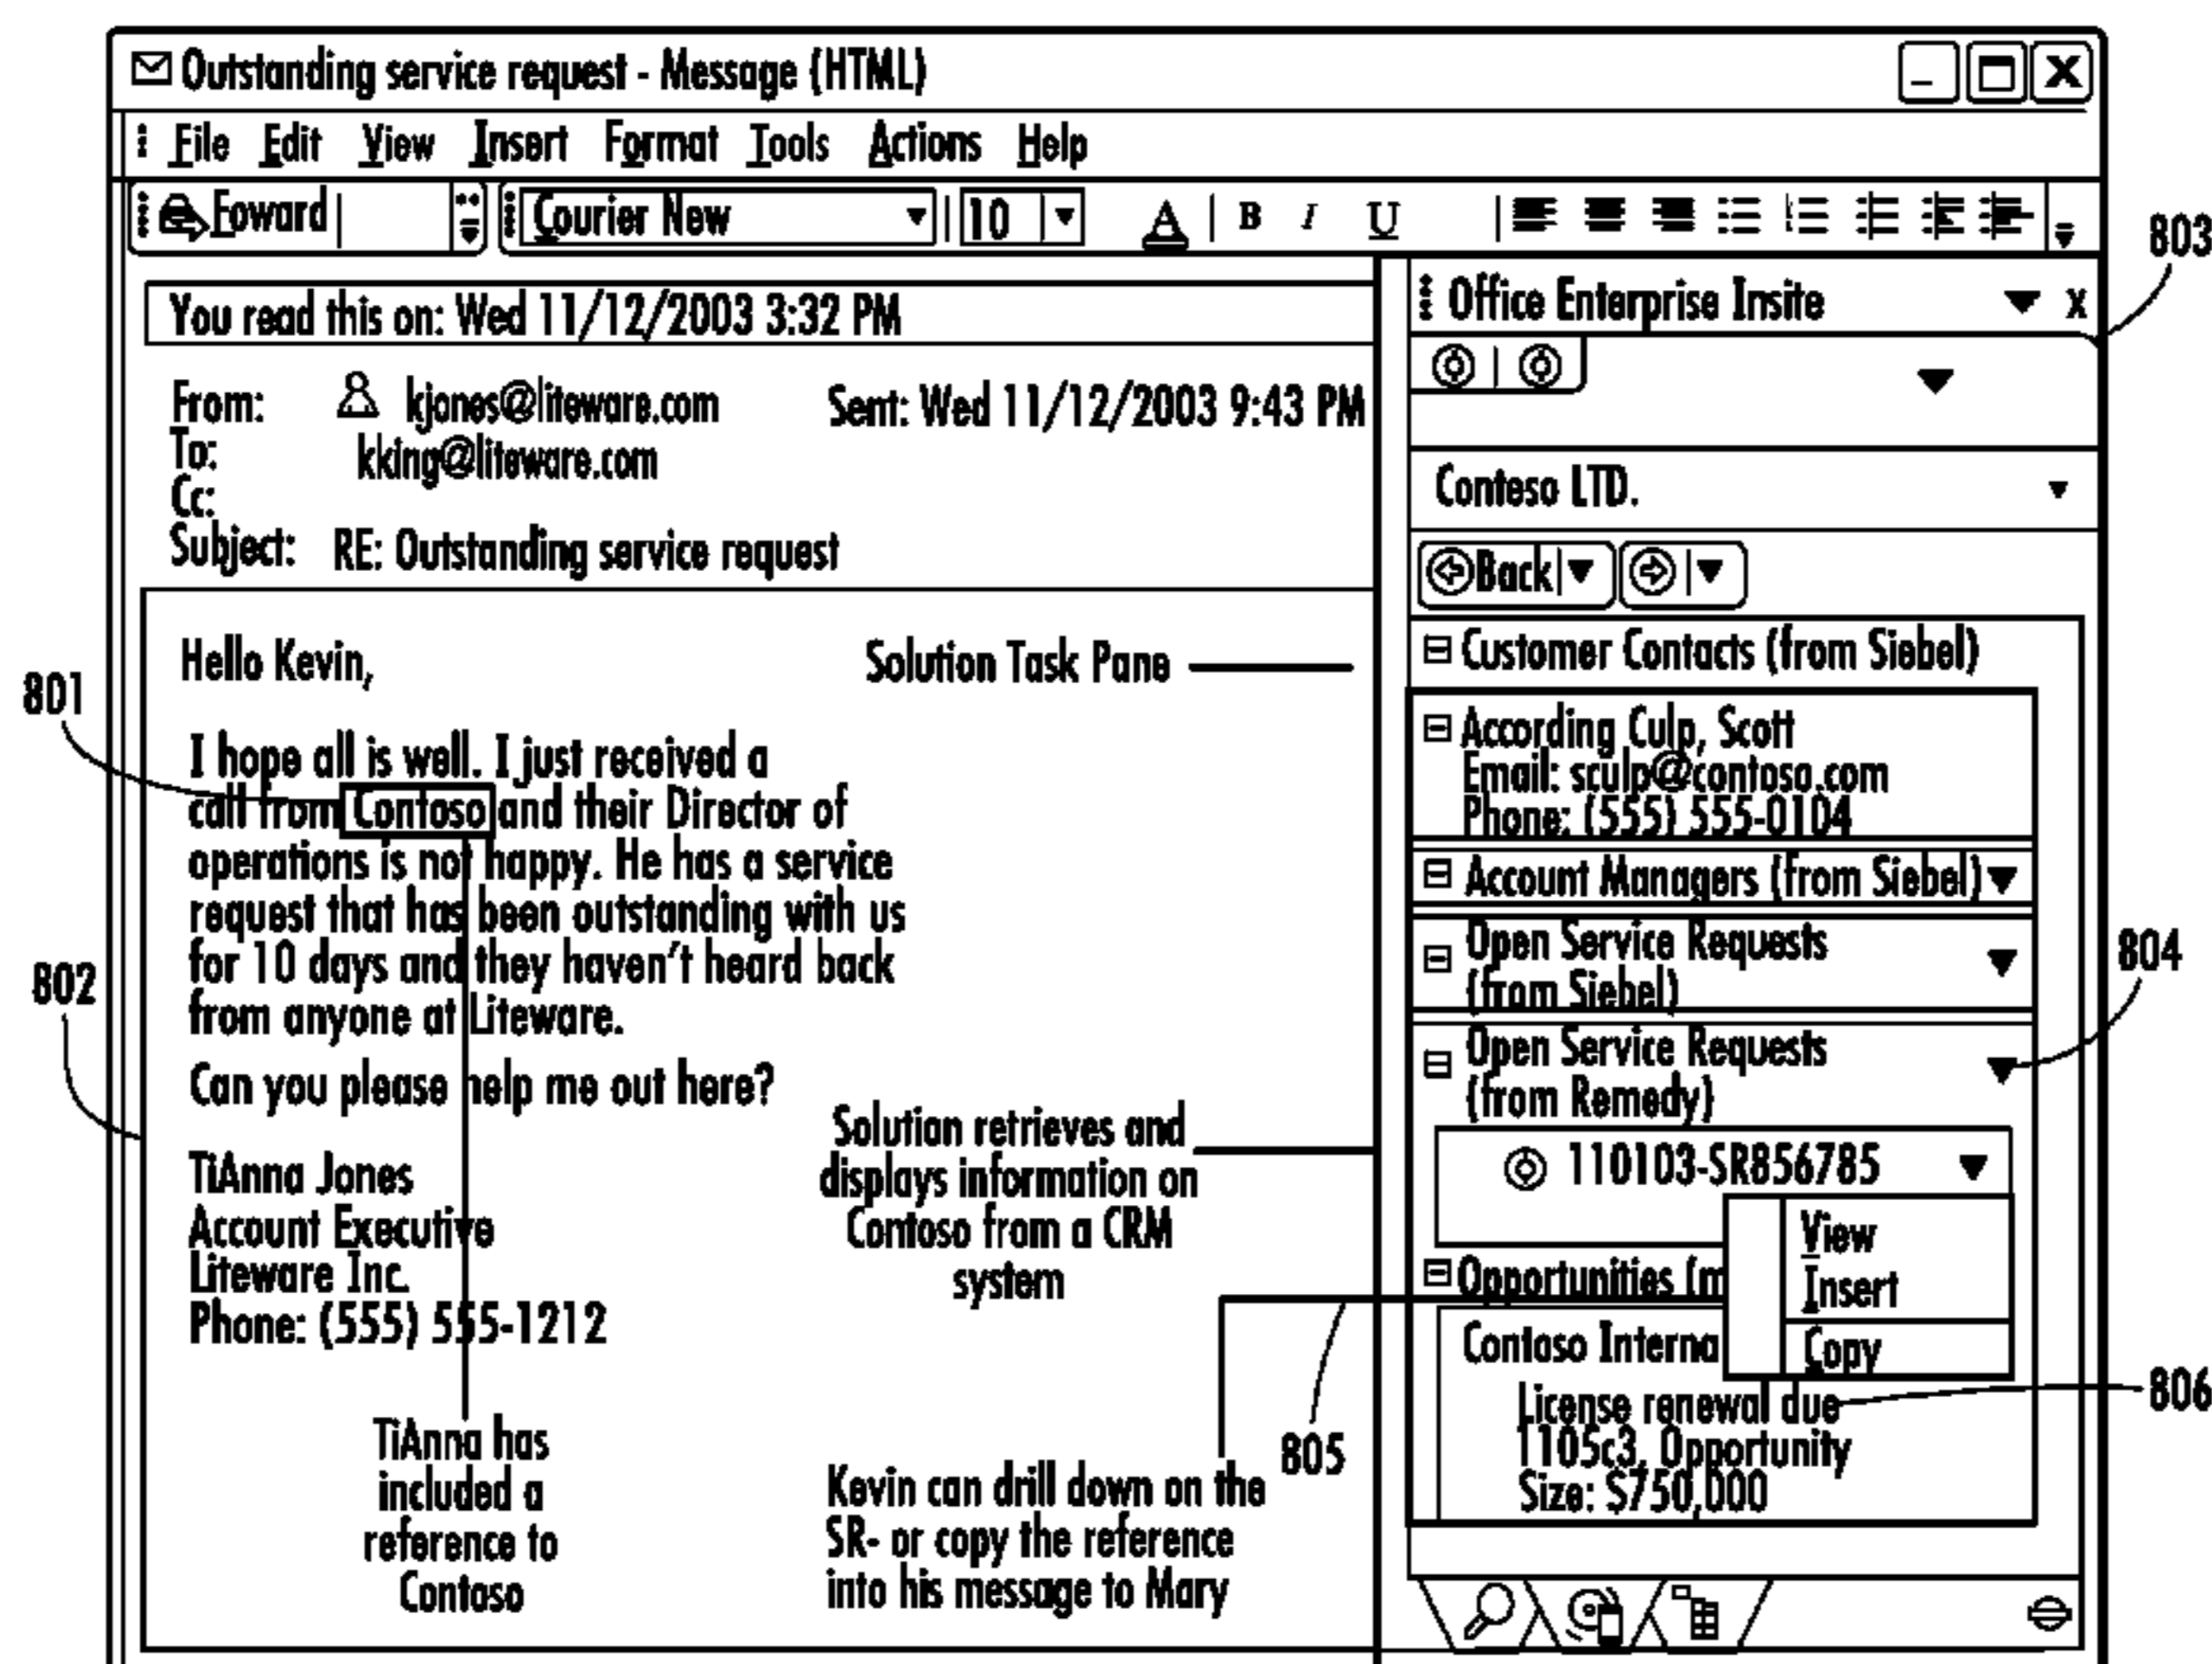 Outstanding service request - Message (HTML)
File Edit View Insert Format Tools Actions Help
Foward Courier New 10 A B I U
803
You read this on: Wed 11/12/2003 3:32 PM
From: kjones@liteware.com Sent: Wed 11/12/2003 9:43 PM
To: kking@liteware.com
Cc:
Subject: RE: Outstanding service request
801
802
Hello Kevin,
I hope all is well. I just received a
call from Contoso and their Director of
operations is not happy. He has a service
request that has been outstanding with us
for 10 days and they haven't heard back
from anyone at Liteware.
Can you please help me out here?
TiAnna Jones
Account Executive
Liteware Inc.
Phone: (555) 555-1212
TiAnna has
included a
reference to
Contoso
Solution Task Pane
Solution retrieves and
displays information on
Contoso from a CRM
system
Kevin can drill down on the
SR- or copy the reference
into his message to Mary
805
Office Enterprise Insite X
Conteso LTD.
Back
Customer Contacts (from Siebel)
According Culp, Scott
Email: sculp@contoso.com
Phone: (555) 555-0104
Account Managers (from Siebel)
Open Service Requests
(from Siebel)
804
Open Service Requests
(from Remedy)
110103-SR856785
View
Insert
Copy
Opportunities (m
Contoso Interna
License renewal due
1105c3, Opportunity
Size: $750,000
806